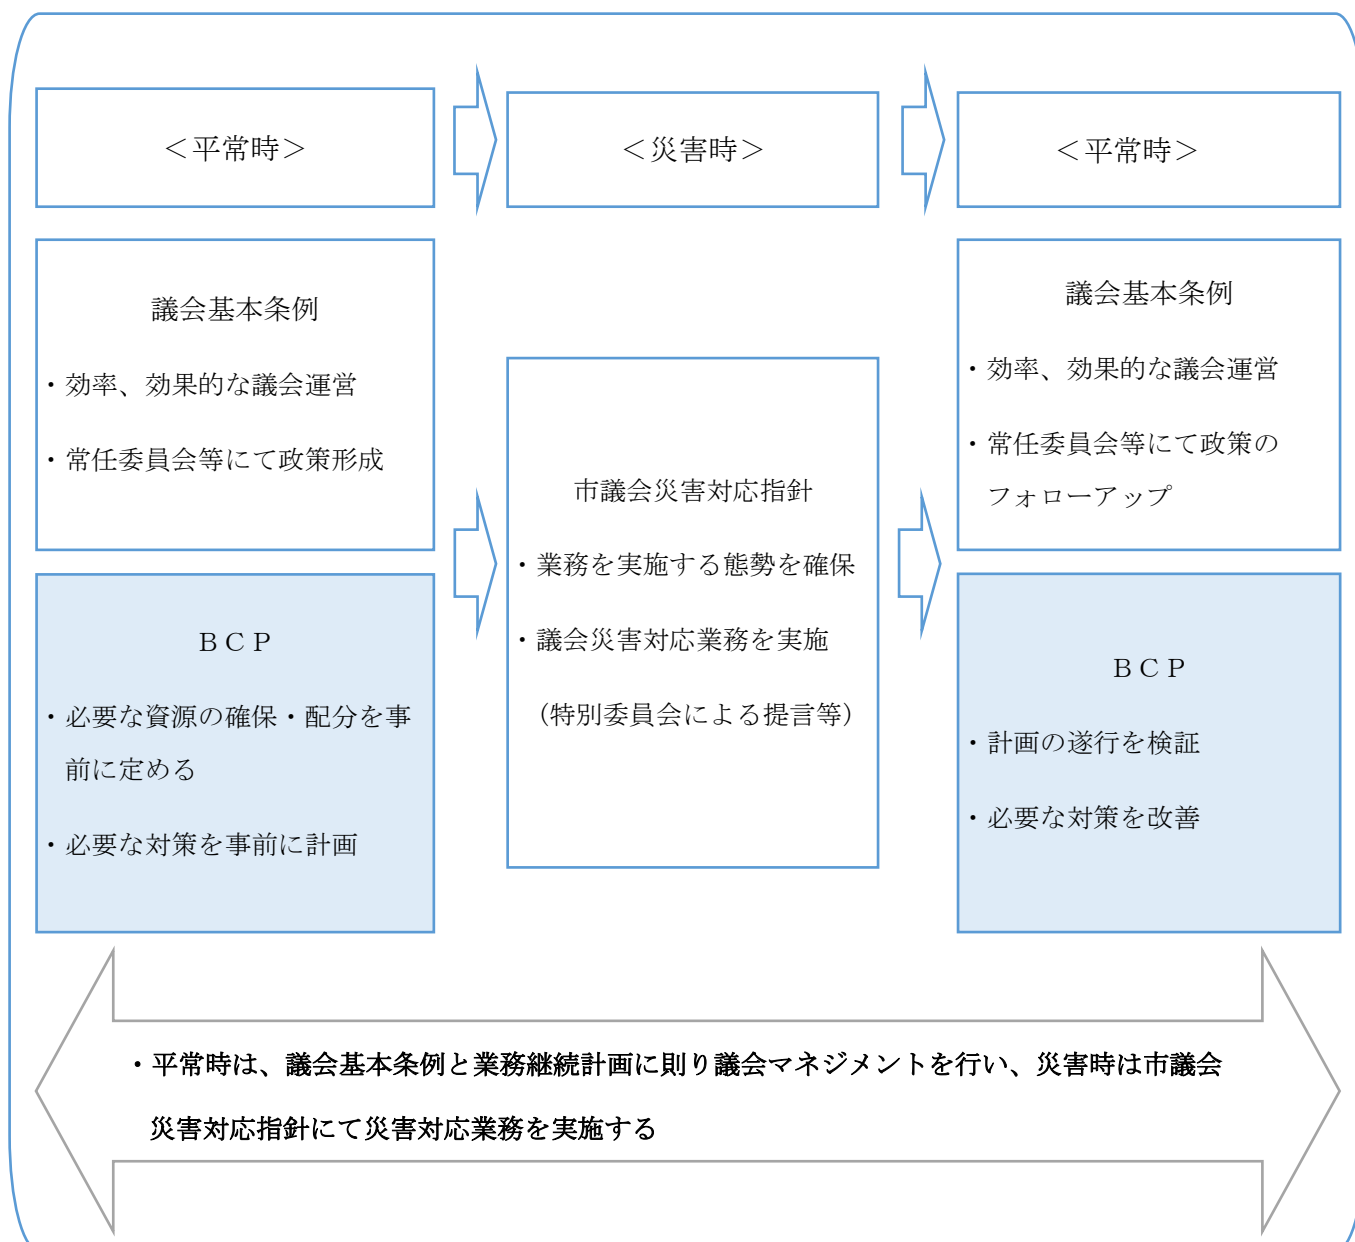 ＜平常時＞
＜災害時＞
＜平常時＞
議会基本条例
・効率、効果的な議会運営
・常任委員会等にて政策形成
ＢＣＰ
・必要な資源の確保・配分を事
前に定める
・必要な対策を事前に計画
市議会災害対応指針
・業務を実施する態勢を確保
・議会災害対応業務を実施
（特別委員会による提言等）
議会基本条例
・効率、効果的な議会運営
・常任委員会等にて政策の
フォローアップ
ＢＣＰ
・計画の遂行を検証
・必要な対策を改善
・平常時は、議会基本条例と業務継続計画に則り議会マネジメントを行い、災害時は市議会
災害対応指針にて災害対応業務を実施する